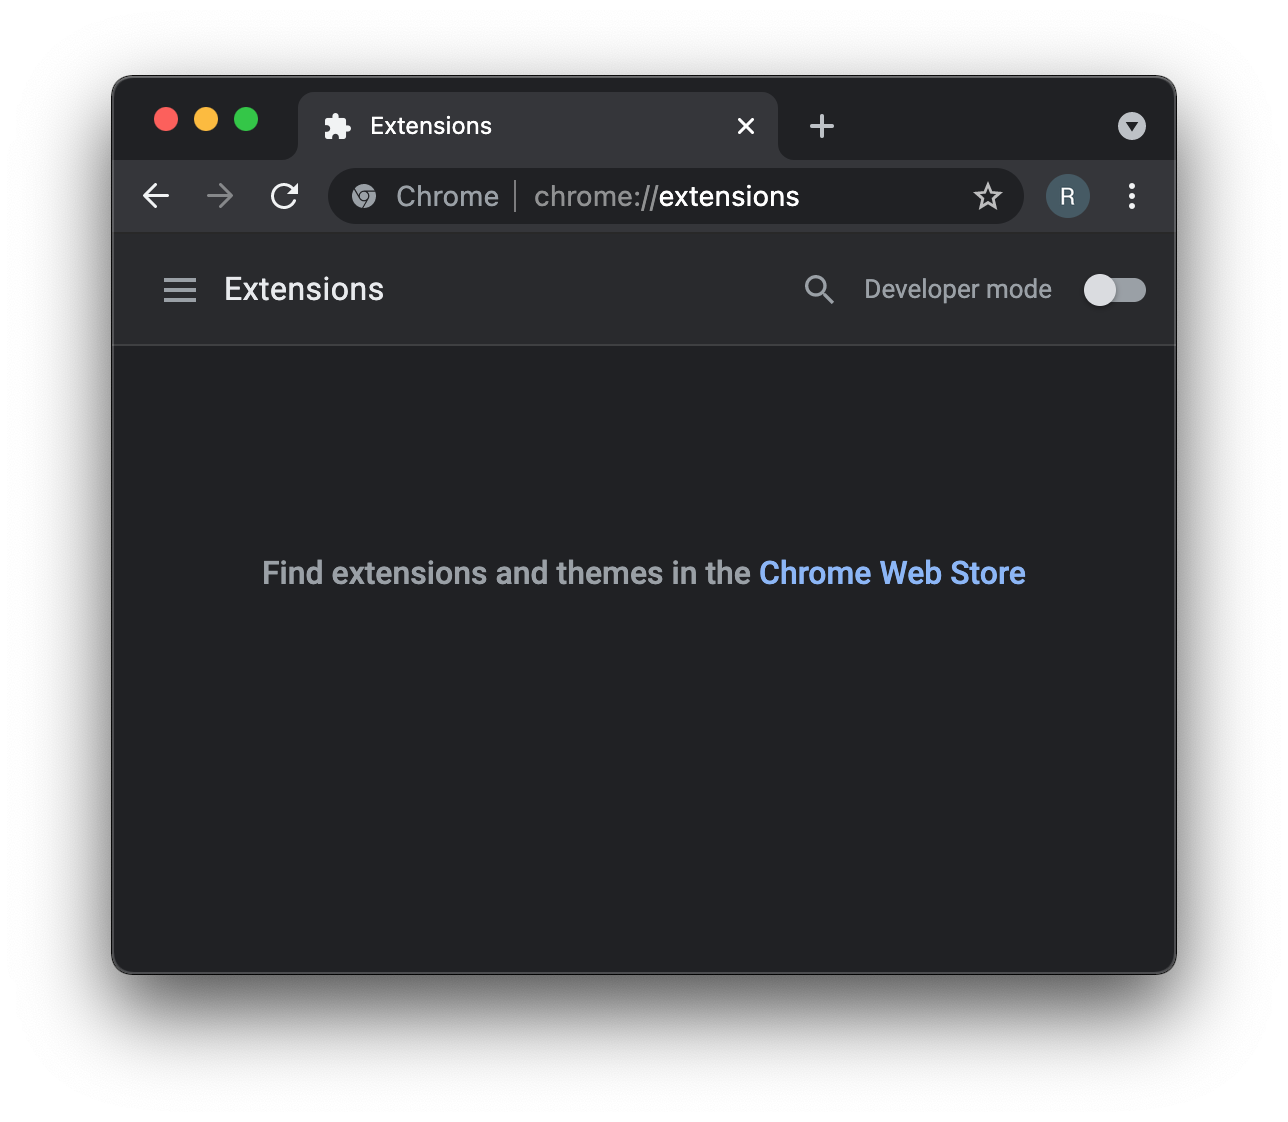 Extensions
Chrome | chrome://extensions
R
Extensions
Developer mode
Find extensions and themes in the Chrome Web Store